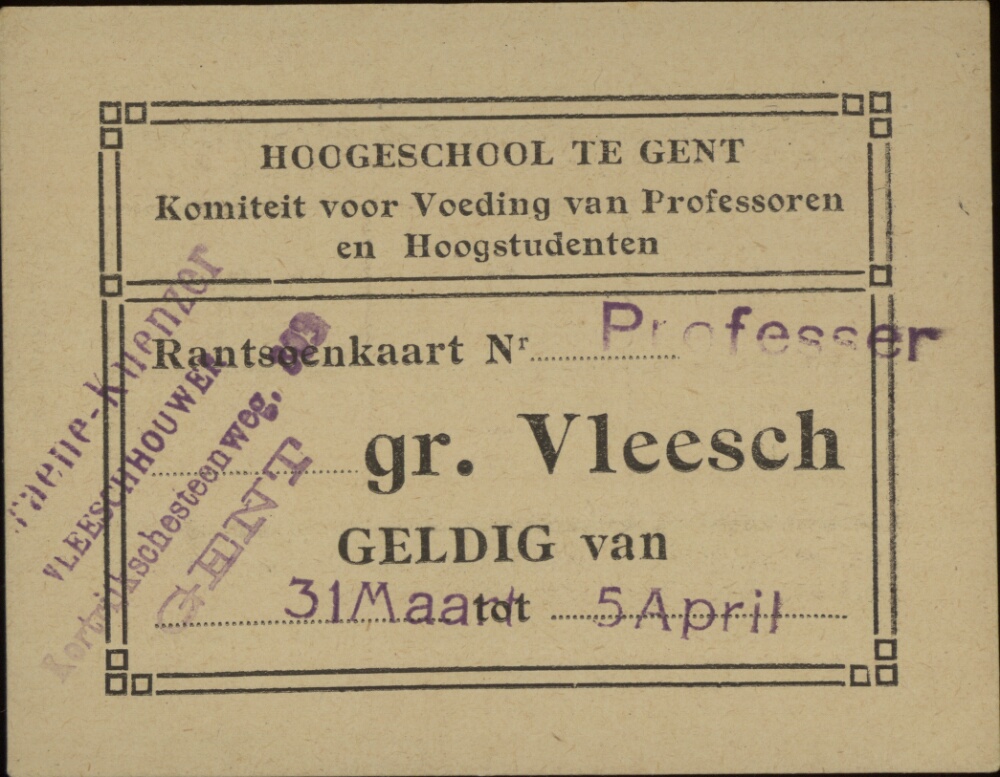 HOOGESCHOOL TE GENT
Komiteit voor Voeding van Professoren
en Hoogstudenten
Rantsoenkaart Nr Professer
gr. Vleesch
GELDIG van
31 Maart tot 5 April
VLEESCHHOUWER
Kortrijkschesteenweg, 
GENT